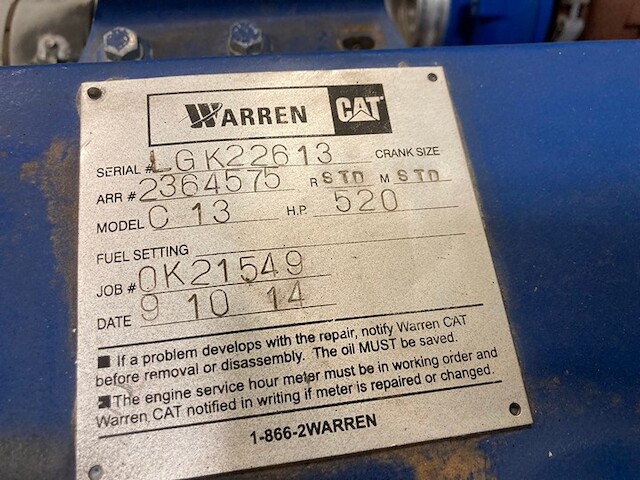 WARREN CAT
SERIAL # LGK22613 CRANK SIZE
ARR # 2364575 R STD M STD
MODEL C 13 H.P. 520
FUEL SETTING
JOB # OK21549
DATE 9 10 14
■ If a problem develops with the repair, notify Warren CAT
before removal or disassembly. The oil MUST be saved.
■ The engine service hour meter must be in working order and
Warren CAT notified in writing if meter is repaired or changed.
1-866-2WARREN